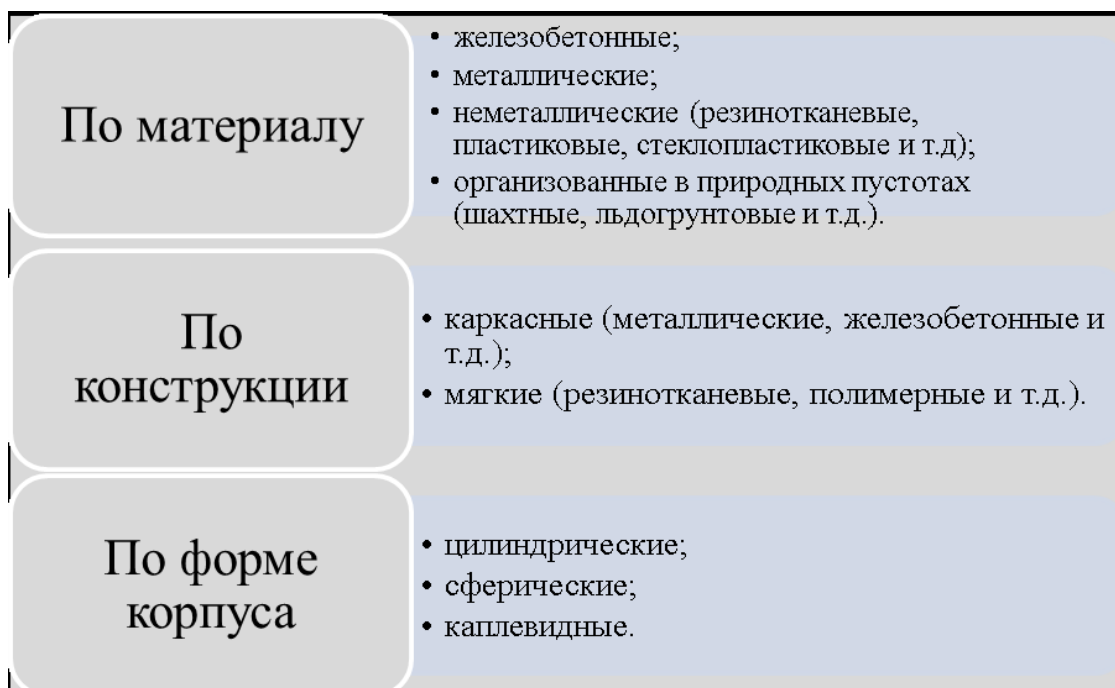 По материалу
• железобетонные;
• металлические;
• неметаллические (резинотканевые,
пластиковые, стеклопластиковые и т.д);
• организованные в природных пустотах
(шахтные, льдогрунтовые и т.д.).
По
конструкции
• каркасные (металлические, железобетонные и
т.д.);
• мягкие (резинотканевые, полимерные и т.д.).
По форме
корпуса
• цилиндрические;
• сферические;
• каплевидные.